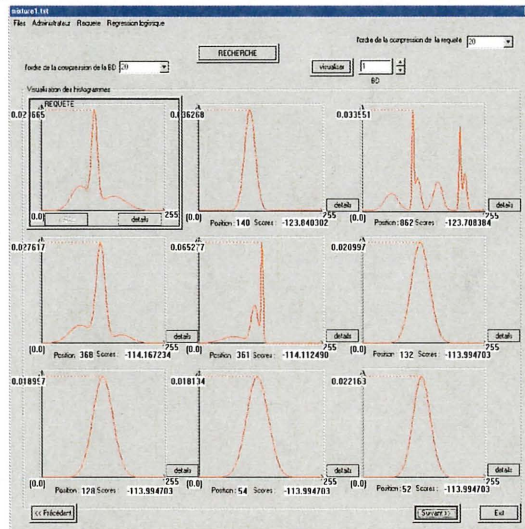 mixture1.txt
Files Administrateur Requete Regression logistique
l'ordre de la compression de la requete 20
RECHERCHE
l'ordre de la compression de la BD 20
visualiser 1
BD
Visualisation des histogrammes
REQUETE
0.036268
0.033551
(0.0) details 255
(0.0) Position : 140 Scores : -123.840302 details 255
(0.0) Position : 862 Scores : -123.708384 details 255
0.027617
0.065277
0.020997
(0.0) Position : 368 Scores : -114.167234 details 255
(0.0) Position : 361 Scores : -114.112490 details 255
(0.0) Position : 132 Scores : -113.994703 details 255
0.018957
0.018134
0.022163
(0.0) Position : 128 Scores : -113.994703 details 255
(0.0) Position : 54 Scores : -113.994703 details 255
(0.0) Position : 52 Scores : -113.994703 details 255
<< Précédent
Suivant >>
Exit